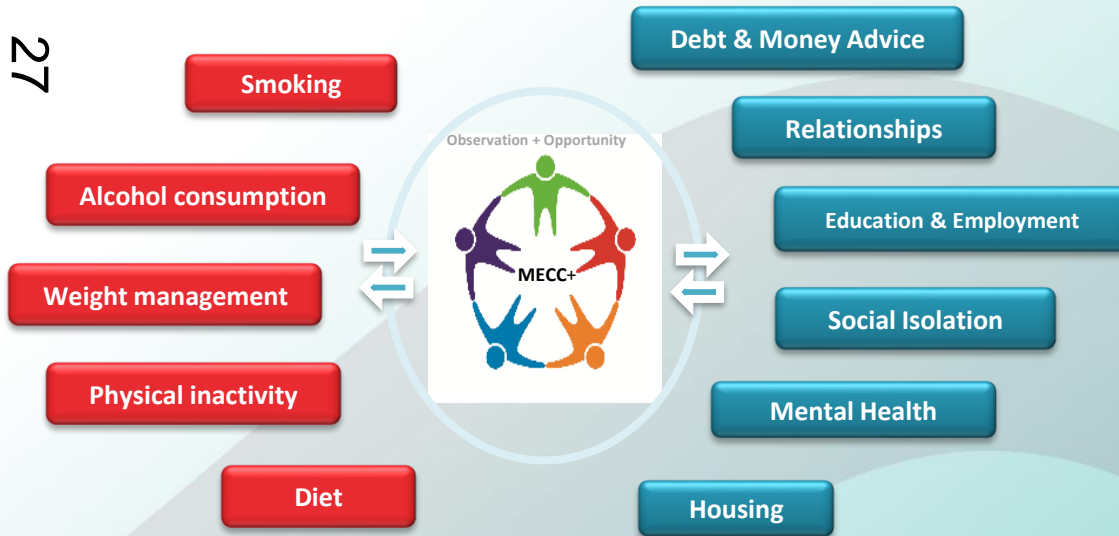 27
Smoking
Alcohol consumption
Weight management
Physical inactivity
Diet
Observation + Opportunity
MECC+
Debt & Money Advice
Relationships
Education & Employment
Social Isolation
Mental Health
Housing